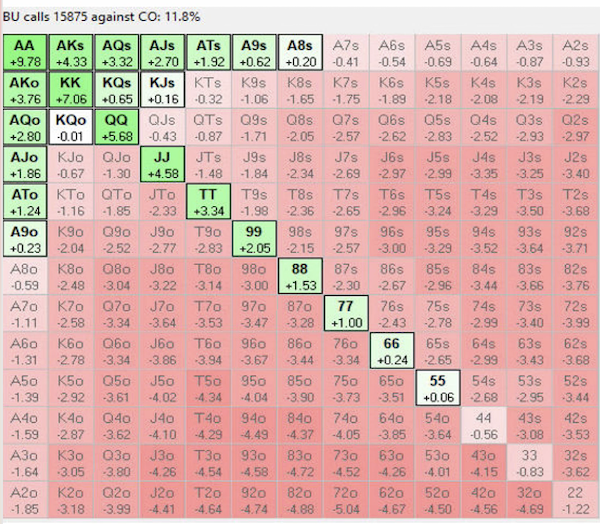 BU calls 15875 against CO: 11.8%
AA AKs AQs AJs ATs A9s A8s A7s A6s A5s A4s A3s A2s
+9.78 +4.33 +3.32 +2.70 +1.92 +0.62 +0.20 -0.41 -0.54 -0.69 -0.64 -0.87 -0.93
AKo KK KQs KJs KTs K9s K8s K7s K6s K5s K4s K3s K2s
+3.76 +7.06 +0.65 +0.16 -0.32 -1.06 -1.65 -1.75 -1.89 -2.18 -2.08 -2.19 -2.29
AQo KQo QQ QJs QTs Q9s Q8s Q7s Q6s Q5s Q4s Q3s Q2s
+2.80 -0.01 +5.68 -0.43 -0.87 -1.71 -2.05 -2.57 -2.62 -2.83 -2.52 -2.93 -2.97
AJo KJo QJo JJ JTs J9s J8s J7s J6s J5s J4s J3s J2s
+1.86 -0.67 -1.30 +4.58 -1.48 -1.84 -2.34 -2.69 -2.97 -2.99 -3.35 -3.25 -3.40
ATo KTo QTo JTo TT T9s T8s T7s T6s T5s T4s T3s T2s
+1.24 -1.16 -1.85 -2.33 +3.34 -1.98 -2.36 -2.65 -2.96 -3.24 -3.29 -3.50 -3.68
A9o K9o Q9o J9o T9o 99 98s 97s 96s 95s 94s 93s 92s
+0.23 -2.04 -2.52 -2.77 -2.83 +2.05 -2.15 -2.57 -3.00 -3.29 -3.52 -3.64 -3.71
A8o K8o Q8o J8o T8o 98o 88 87s 86s 85s 84s 83s 82s
-0.59 -2.48 -3.04 -3.22 -3.14 -3.00 +1.53 -2.30 -2.67 -2.96 -3.44 -3.66 -3.76
A7o K7o Q7o J7o T7o 97o 87o 77 76s 75s 74s 73s 72s
-1.11 -2.58 -3.34 -3.64 -3.53 -3.47 -3.28 +1.00 -2.43 -2.78 -2.99 -3.40 -3.99
A6o K6o Q6o J6o T6o 96o 86o 76o 66 65s 64s 63s 62s
-1.31 -2.78 -3.34 -3.86 -3.94 -3.67 -3.44 -3.34 +0.24 -2.65 -2.99 -3.43 -3.68
A5o K5o Q5o J5o T5o 95o 85o 75o 65o 55 54s 53s 52s
-1.39 -2.92 -3.61 -4.02 -4.34 -4.04 -3.90 -3.73 -3.51 +0.06 -2.68 -2.95 -3.44
A4o K4o Q4o J4o T4o 94o 84o 74o 64o 54o 44 43s 42s
-1.59 -2.87 -3.62 -4.10 -4.29 -4.49 -4.37 -4.05 -3.85 -3.64 -0.56 -3.08 -3.53
A3o K3o Q3o J3o T3o 93o 83o 73o 63o 53o 43o 33 32s
-1.64 -3.05 -3.80 -4.26 -4.54 -4.58 -4.72 -4.52 -4.26 -4.01 -4.15 -0.83 -3.62
A2o K2o Q2o J2o T2o 92o 82o 72o 62o 52o 42o 32o 22
-1.85 -3.18 -3.99 -4.41 -4.64 -4.74 -4.88 -5.04 -4.67 -4.50 -4.56 -4.69 -1.22